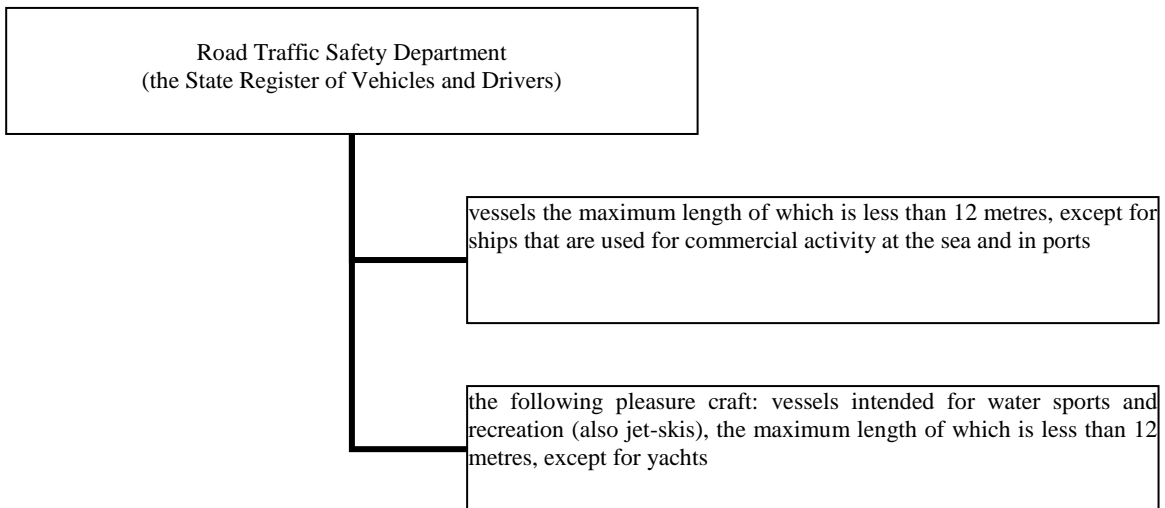 Road Traffic Safety Department
(the State Register of Vehicles and Drivers)
vessels the maximum length of which is less than 12 metres, except for
ships that are used for commercial activity at the sea and in ports
the following pleasure craft: vessels intended for water sports and
recreation (also jet-skis), the maximum length of which is less than 12
metres, except for yachts